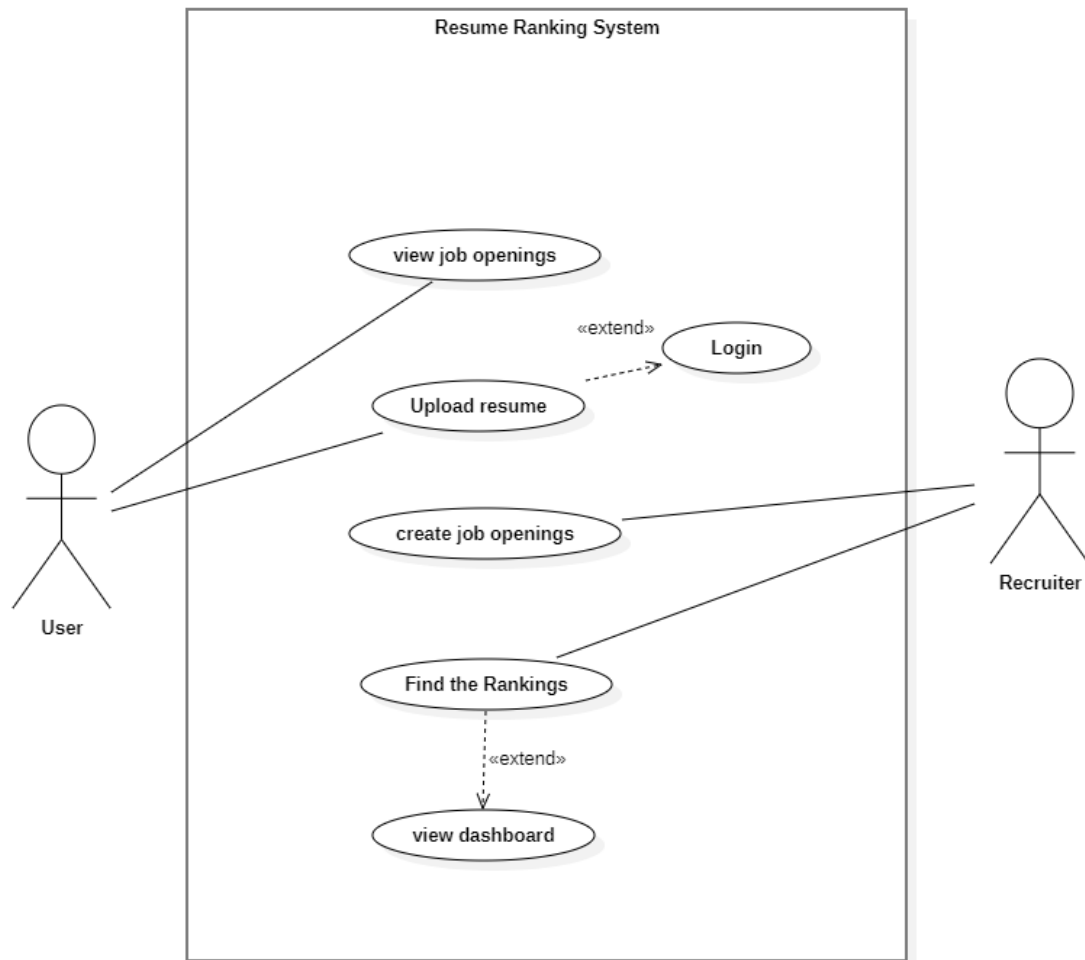 Resume Ranking System
view job openings
«extend»
Login
Upload resume
create job openings
Recruiter
User
Find the Rankings
«extend»
view dashboard